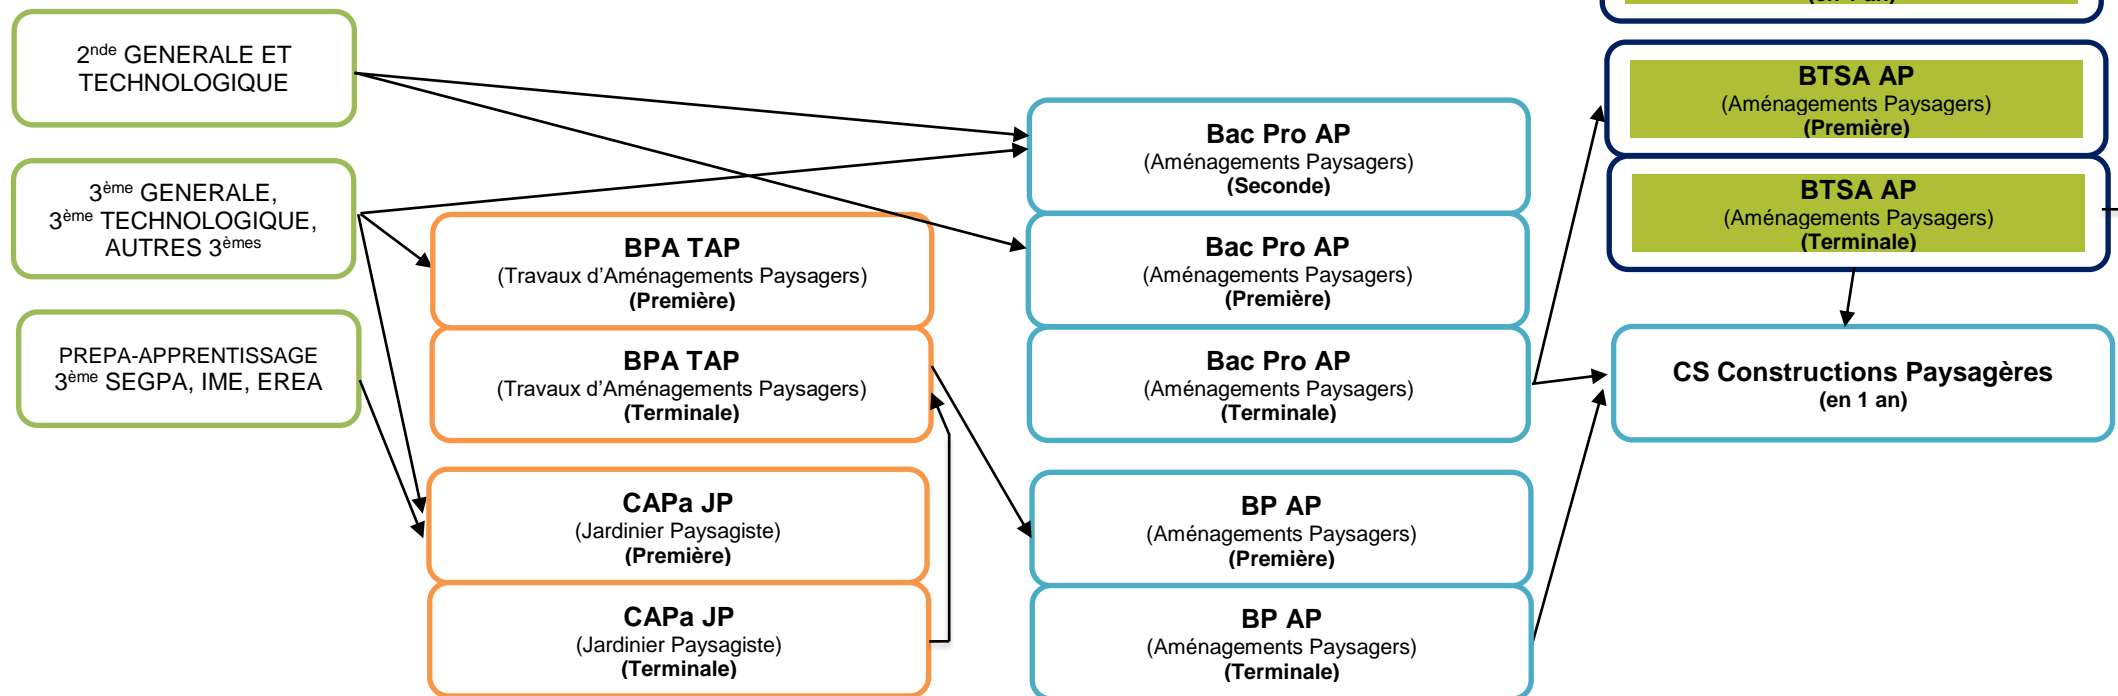 2nde GENERALE ET
TECHNOLOGIQUE
3ème GENERALE,
3ème TECHNOLOGIQUE,
AUTRES 3èmes
PREPA-APPRENTISSAGE
3ème SEGPA, IME, EREA
BPA TAP
(Travaux d’Aménagements Paysagers)
(Première)
BPA TAP
(Travaux d’Aménagements Paysagers)
(Terminale)
CAPa JP
(Jardinier Paysagiste)
(Première)
CAPa JP
(Jardinier Paysagiste)
(Terminale)
Bac Pro AP
(Aménagements Paysagers)
(Seconde)
Bac Pro AP
(Aménagements Paysagers)
(Première)
Bac Pro AP
(Aménagements Paysagers)
(Terminale)
BP AP
(Aménagements Paysagers)
(Première)
BP AP
(Aménagements Paysagers)
(Terminale)
(en 1 an)
BTSA AP
(Aménagements Paysagers)
(Première)
BTSA AP
(Aménagements Paysagers)
(Terminale)
CS Constructions Paysagères
(en 1 an)